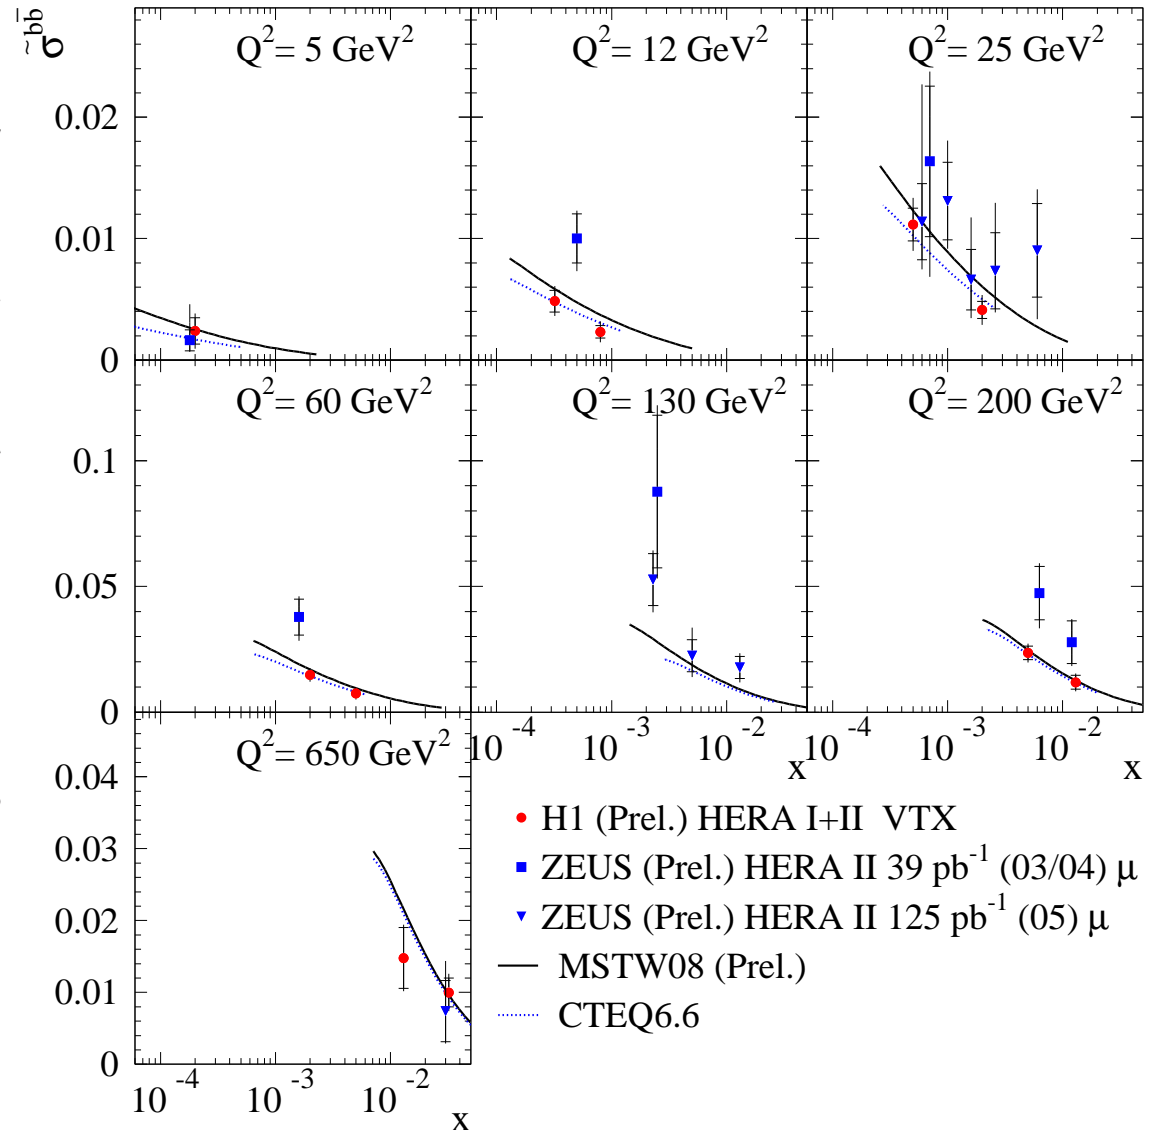 σ̃ bb̅
Q²= 5 GeV²
Q²= 12 GeV²
Q²= 25 GeV²
0.02
0.01
0
Q²= 60 GeV²
Q²= 130 GeV²
Q²= 200 GeV²
0.1
0.05
0
10⁻⁴ 10⁻³ 10⁻² x
10⁻⁴ 10⁻³ 10⁻² x
Q²= 650 GeV²
0.04
0.03
0.02
0.01
0
10⁻⁴ 10⁻³ 10⁻² x
H1 (Prel.) HERA I+II VTX
ZEUS (Prel.) HERA II 39 pb⁻¹ (03/04) μ
ZEUS (Prel.) HERA II 125 pb⁻¹ (05) μ
MSTW08 (Prel.)
CTEQ6.6